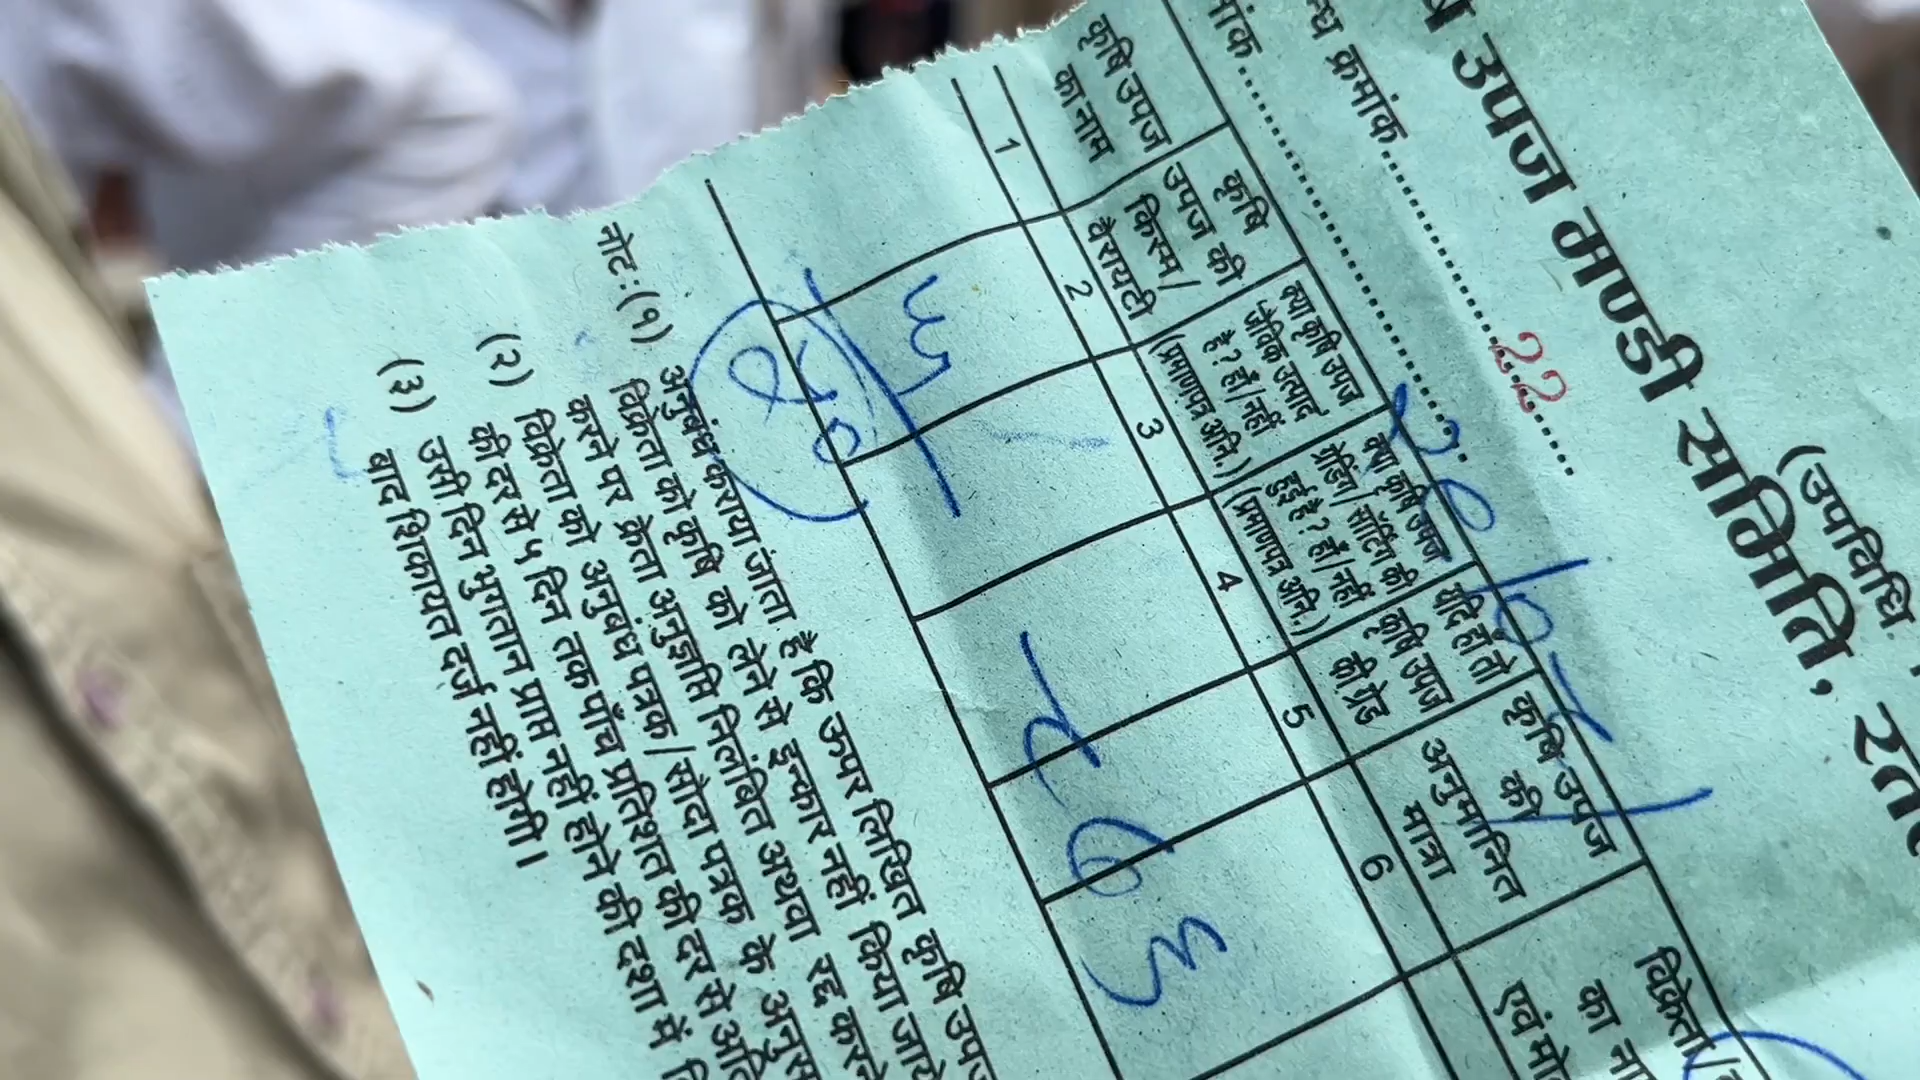 उपज मण्डी समिति, रत
(उपविधि
क्रमांक 22
कृषि उपज का नाम
कृषि उपज की किस्म / वैरायटी
क्या कृषि उपज जैविक उत्पाद है ? हाँ/नहीं (प्रमाणपत्र अनि.)
क्या कृषि उपज ग्रेडिंग/सॉर्टिंग की हुई है ? हाँ/नहीं (प्रमाणपत्र अनि.)
यदि हाँ तो कृषि उपज की ग्रेड
कृषि उपज की अनुमानित मात्रा
विक्रेता/
का
एवं
1 2 3 4 5 6
नोट :(१) अनुबंध कराया जाता है कि ऊपर लिखित कृषि उपज
विक्रेता को कृषि को लेने से इन्कार नहीं किया जाये
करने पर क्रेता अनुज्ञप्ति निलंबित अथवा रद्द करने
(२) विक्रेता को अनुबंध पत्रक/सौदा पत्रक के
की दर से ५ दिन तक पाँच प्रतिशत की दर से
(३) उसी दिन भुगतान प्राप्त नहीं होने की दशा में
बाद शिकायत दर्ज नहीं होगी।